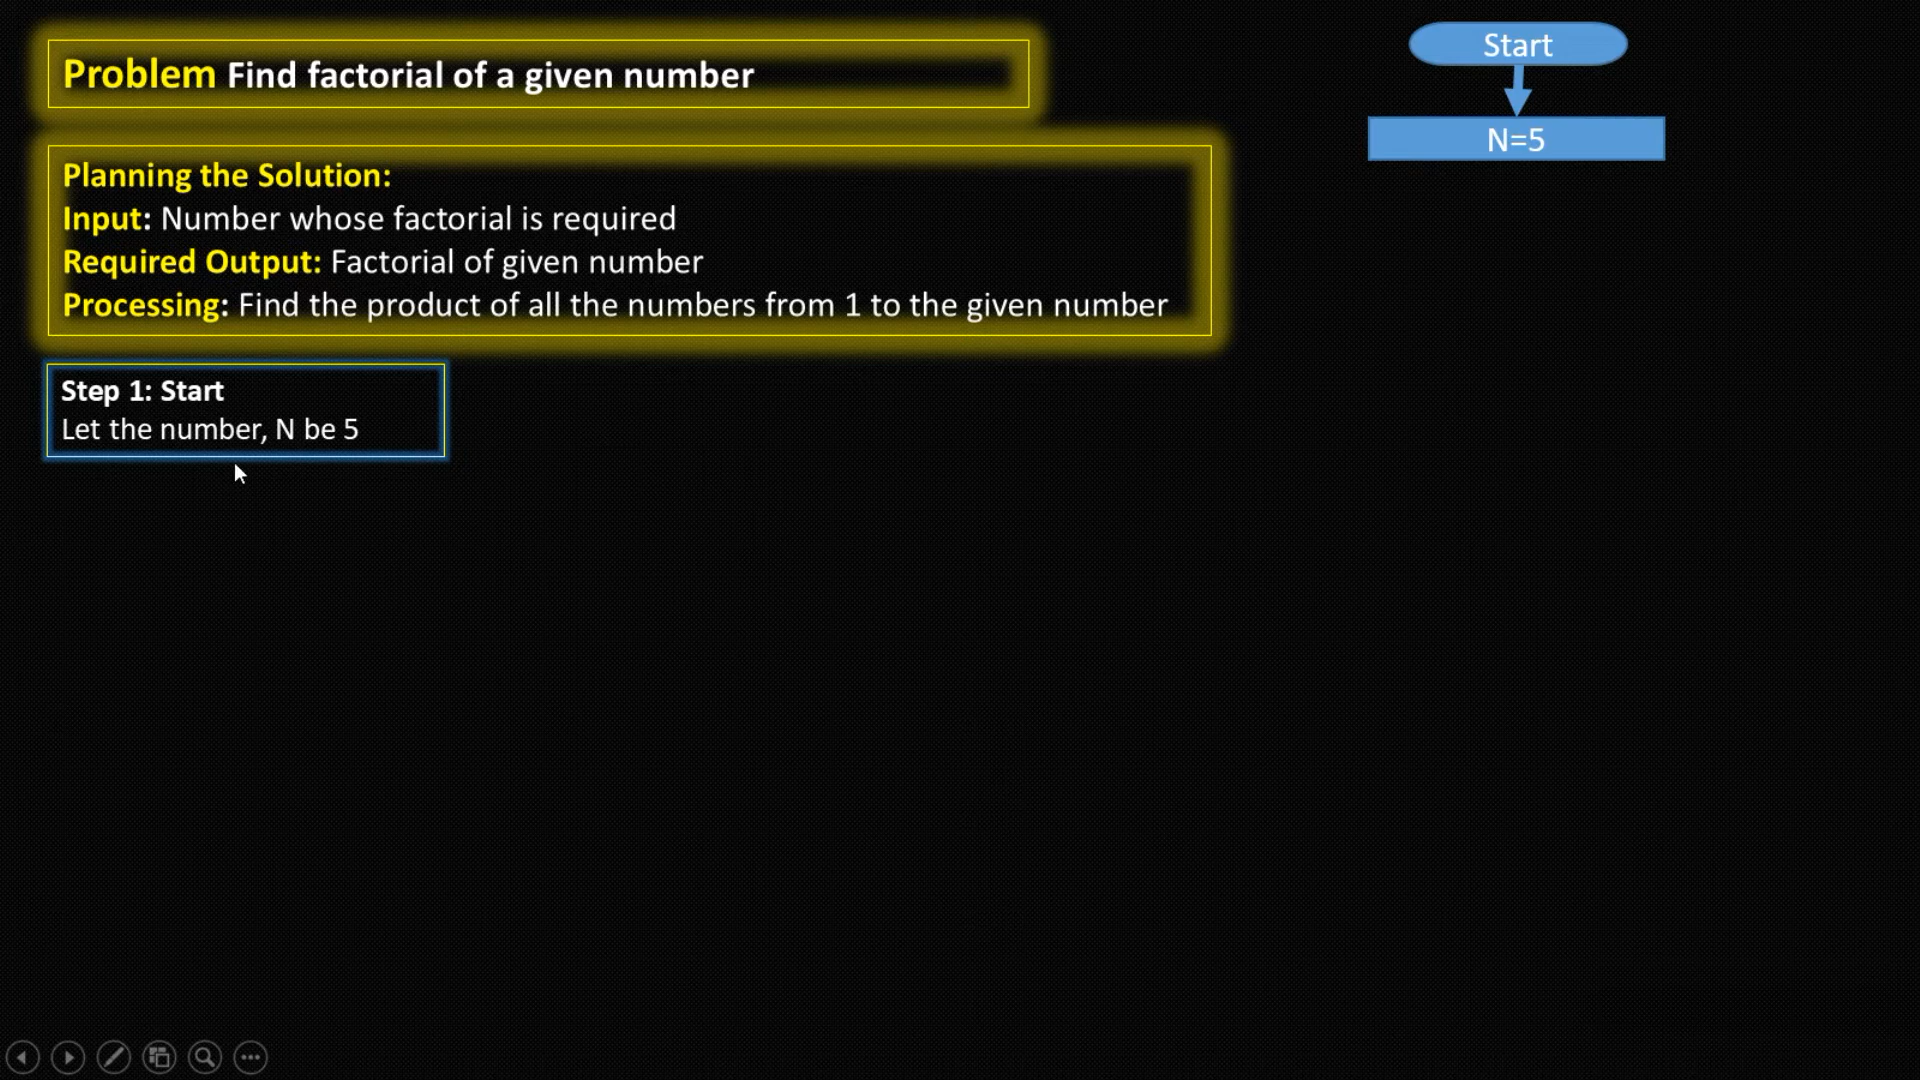 Problem Find factorial of a given number
Planning the Solution:
Input: Number whose factorial is required
Required Output: Factorial of given number
Processing: Find the product of all the numbers from 1 to the given number
Step 1: Start
Let the number, N be 5
Start
N=5